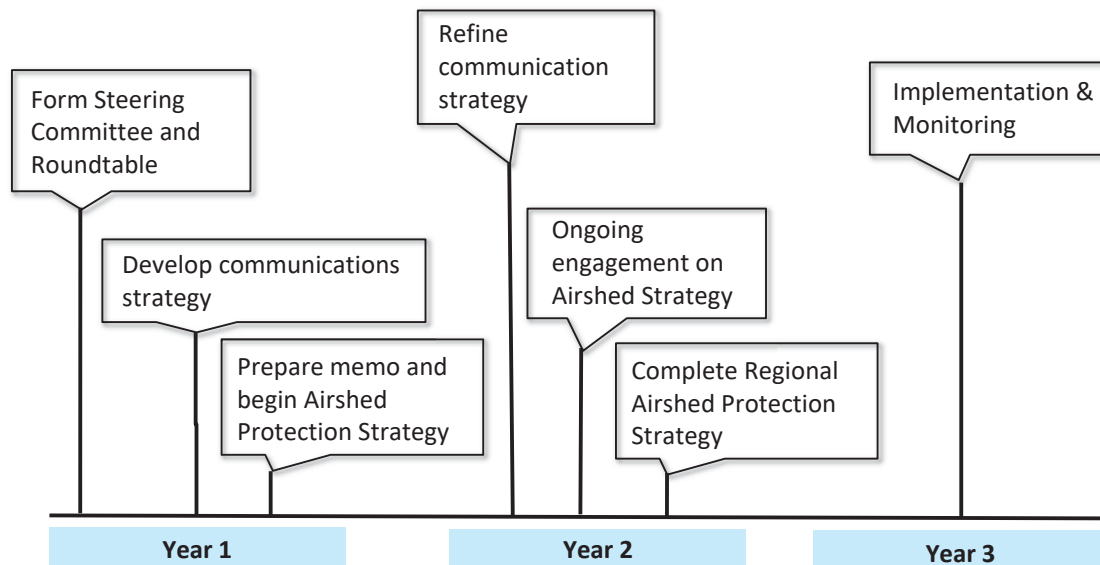 Form Steering
Committee and
Roundtable
Develop communications
strategy
Prepare memo and
begin Airshed
Protection Strategy
Refine
communication
strategy
Ongoing
engagement on
Airshed Strategy
Complete Regional
Airshed Protection
Strategy
Implementation &
Monitoring
Year 1
Year 2
Year 3